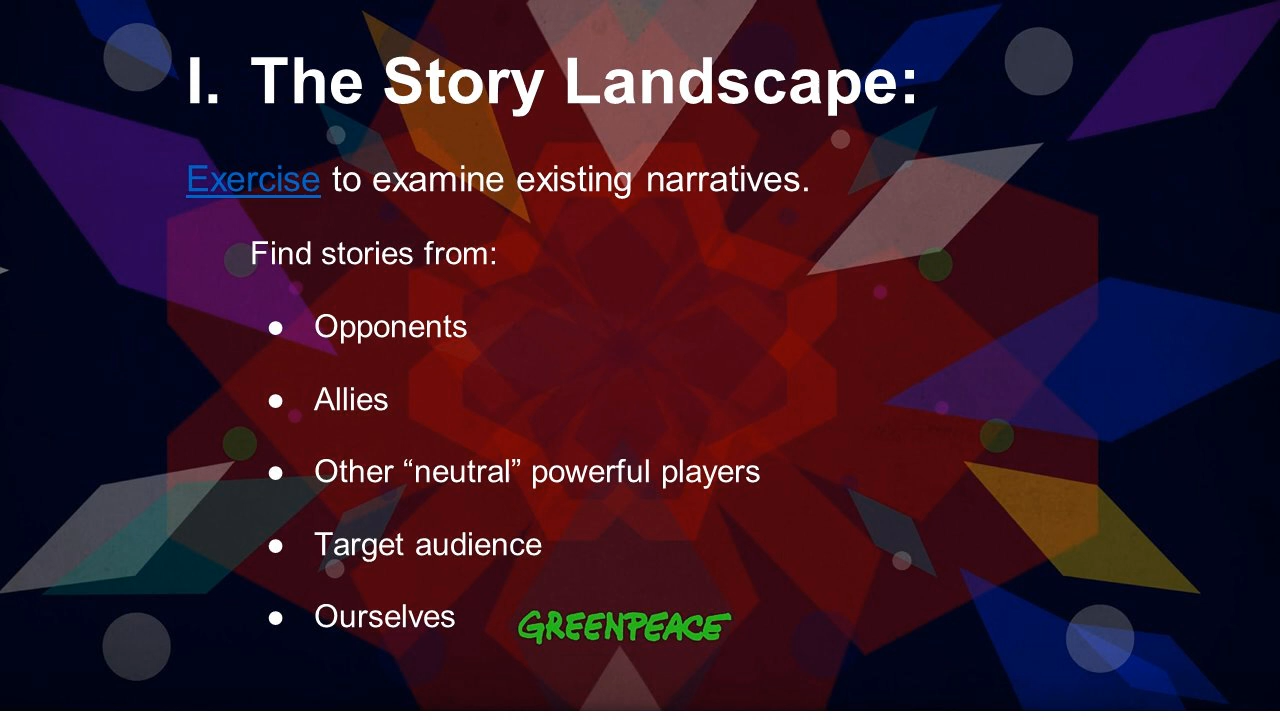 I. The Story Landscape:
Exercise to examine existing narratives.
Find stories from:
● Opponents
● Allies
● Other “neutral” powerful players
● Target audience
● Ourselves
GREENPEACE